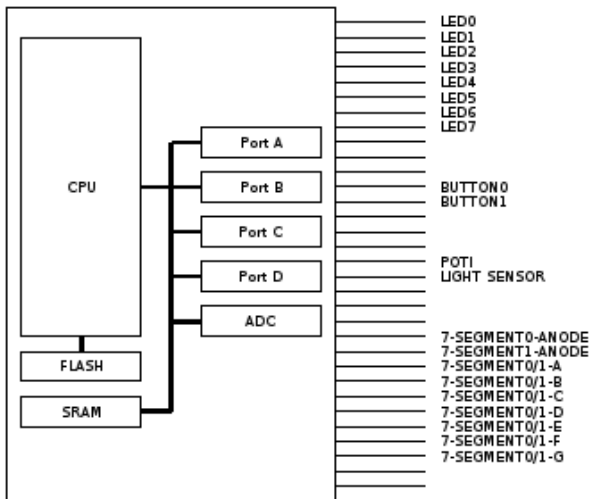 LED0
LED1
LED2
LED3
LED4
LED5
LED6
LED7
Port A
CPU
Port B
BUTTON0
BUTTON1
Port C
POTI
Port D
LIGHT SENSOR
ADC
7-SEGMENT0-ANODE
7-SEGMENT1-ANODE
FLASH
7-SEGMENT0/1-A
7-SEGMENT0/1-B
7-SEGMENT0/1-C
SRAM
7-SEGMENT0/1-D
7-SEGMENT0/1-E
7-SEGMENT0/1-F
7-SEGMENT0/1-G